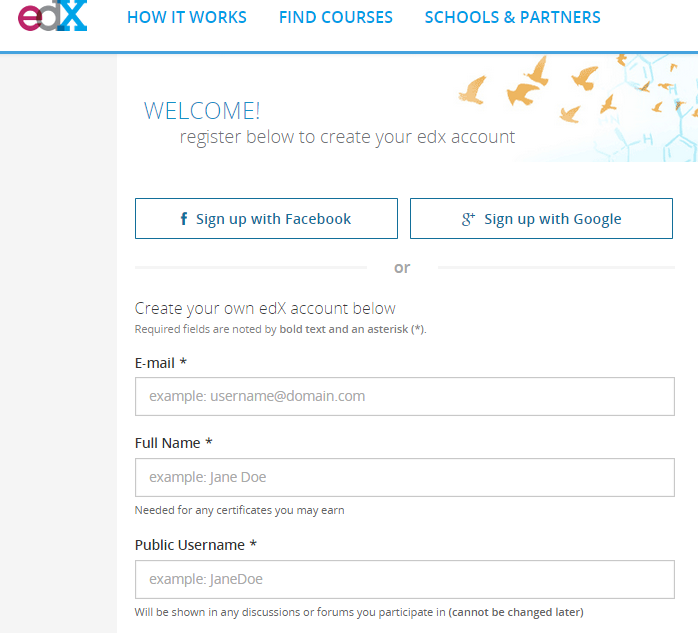 edX HOW IT WORKS FIND COURSES SCHOOLS & PARTNERS
WELCOME!
register below to create your edx account
f Sign up with Facebook g+ Sign up with Google
or
Create your own edX account below
Required fields are noted by bold text and an asterisk (*).
E-mail *
example: username@domain.com
Full Name *
example: Jane Doe
Needed for any certificates you may earn
Public Username *
example: JaneDoe
Will be shown in any discussions or forums you participate in (cannot be changed later)